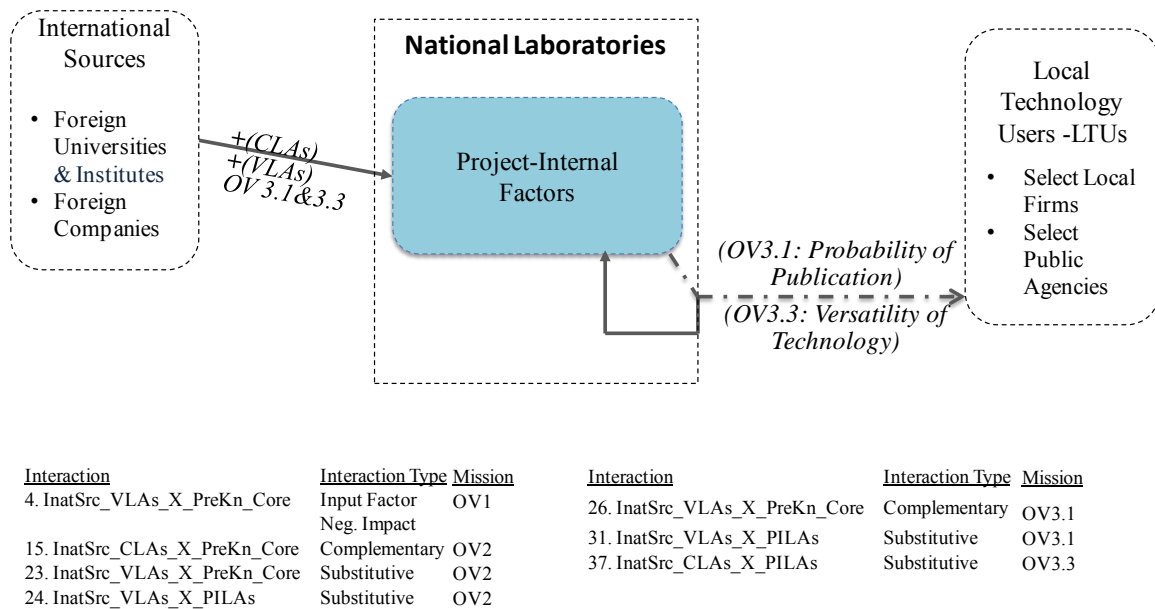 International
Sources
• Foreign
Universities
& Institutes
• Foreign
Companies
+(CLAs)
+(VLAs)
OV 3.1&3.3
National Laboratories
Project-Internal
Factors
(OV3.1: Probability of
Publication)
(OV3.3: Versatility of
Technology)
Local
Technology
Users -LTUs
• Select Local
Firms
• Select
Public
Agencies
Interaction Interaction Type Mission
4. InatSrc_VLAs_X_PreKn_Core Input Factor OV1
Neg. Impact
15. InatSrc_CLAs_X_PreKn_Core Complementary OV2
23. InatSrc_VLAs_X_PreKn_Core Substitutive OV2
24. InatSrc_VLAs_X_PILAs Substitutive OV2
Interaction Interaction Type Mission
26. InatSrc_VLAs_X_PreKn_Core Complementary OV3.1
31. InatSrc_VLAs_X_PILAs Substitutive OV3.1
37. InatSrc_CLAs_X_PILAs Substitutive OV3.3